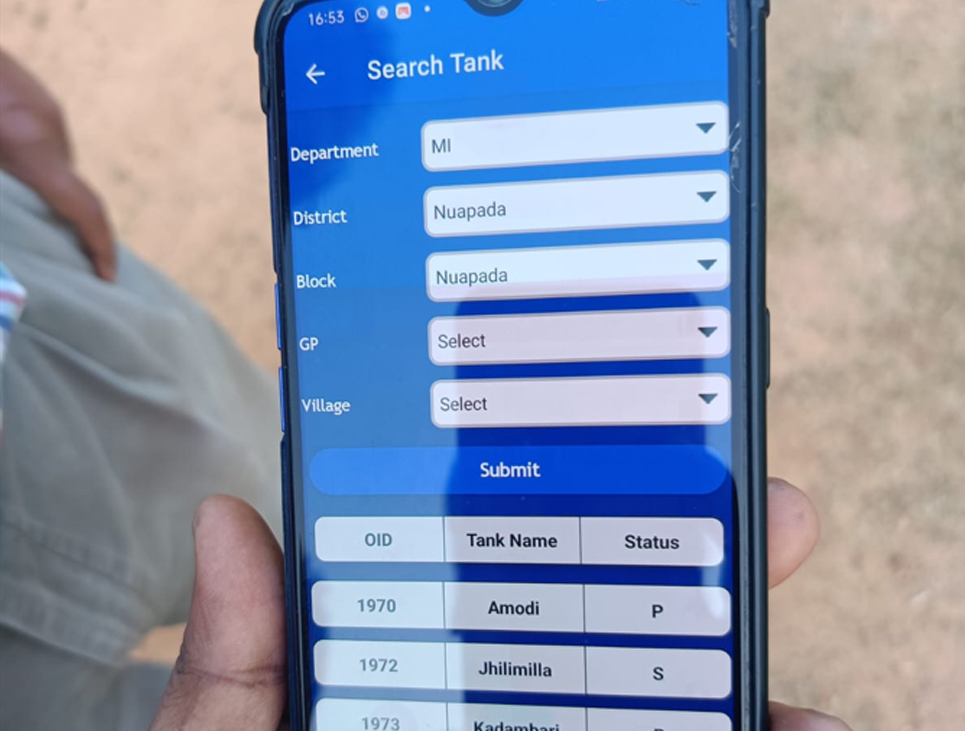 16:53
Search Tank
Department MI
District Nuapada
Block Nuapada
GP Select
Village Select
Submit
OID Tank Name Status
1970 Amodi P
1972 Jhilimilla S
1973 Kadambari